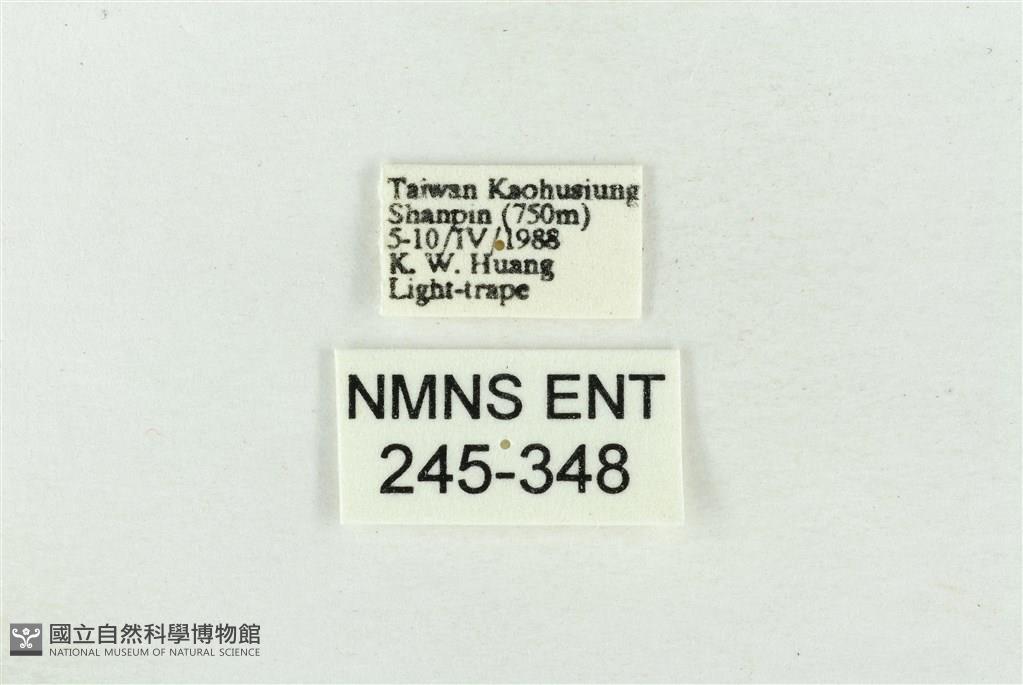 Taiwan Kaohusiung
Shanpin (750m)
5-10/IV/1988
K. W. Huang
Light-trape
NMNS ENT
245-348
國立自然科學博物館
NATIONAL MUSEUM OF NATURAL SCIENCE